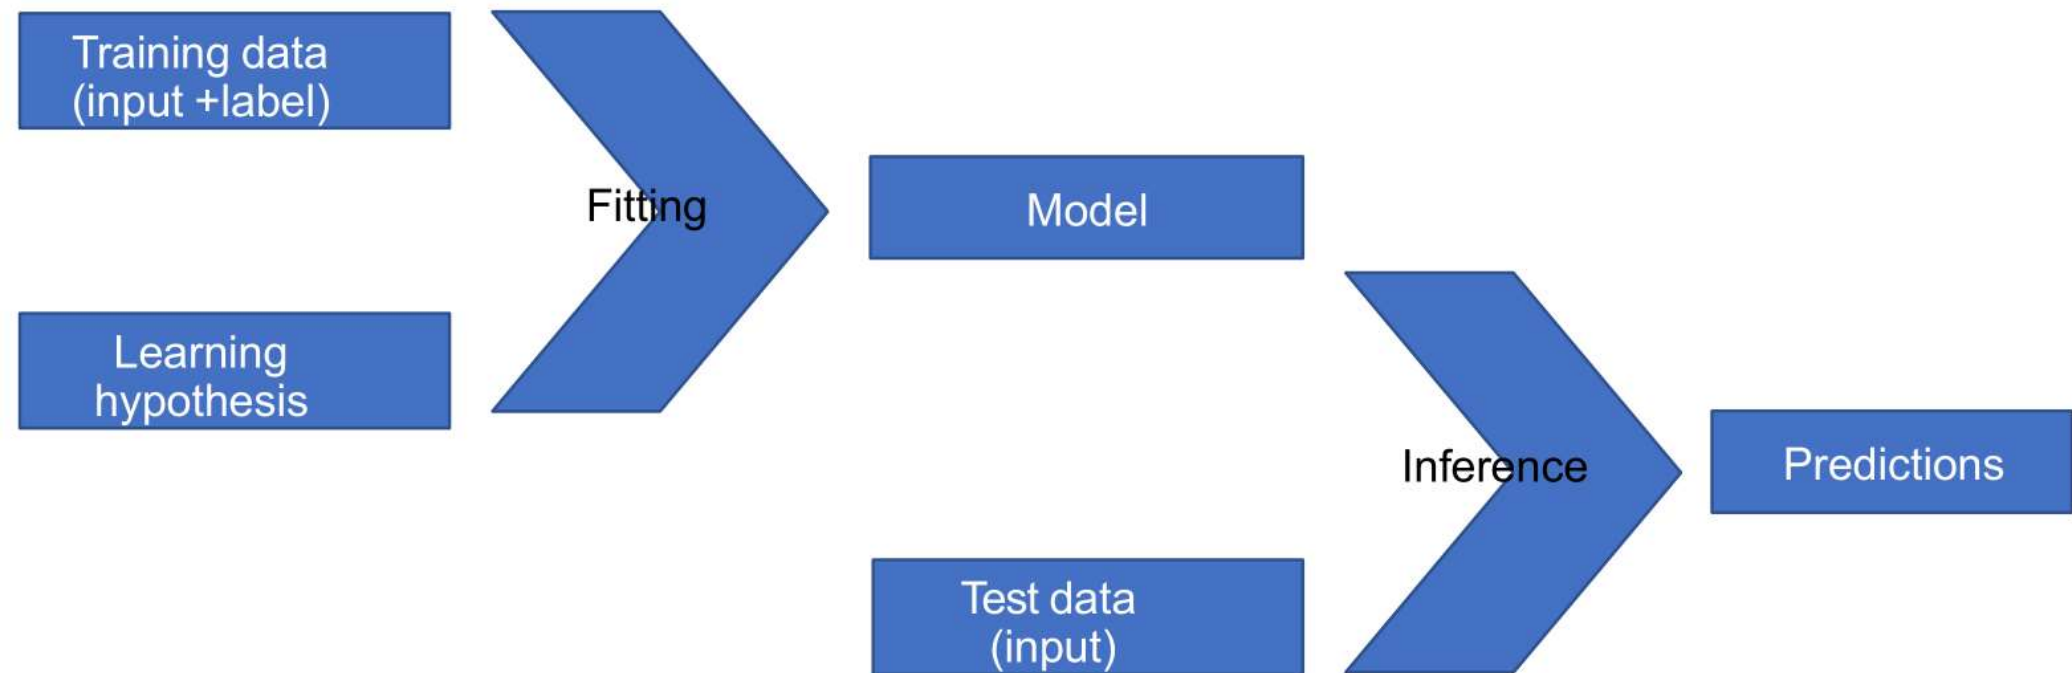 Training data
(input +label)
Fitting
Model
Learning
hypothesis
Inference
Predictions
Test data
(input)